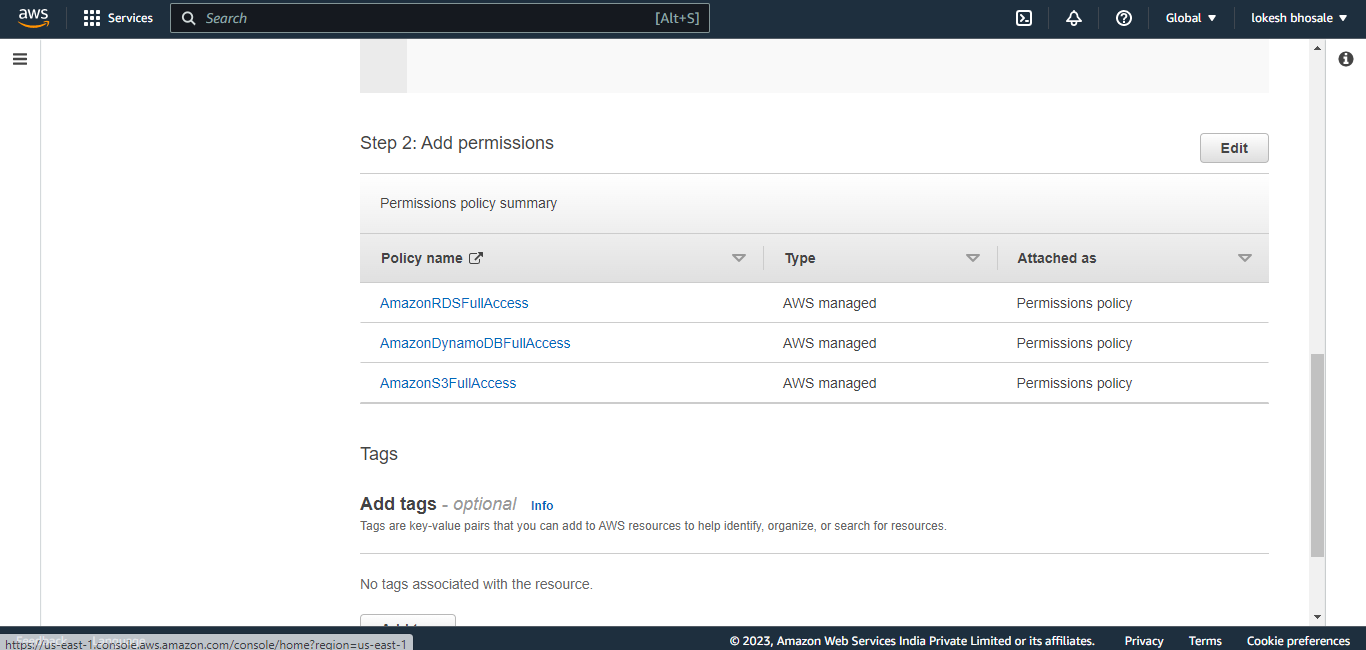 aws
Services
Search
[Alt+S]
Global
lokesh bhosale
Step 2: Add permissions
Edit
Permissions policy summary
Policy name
Type
Attached as
AmazonRDSFullAccess
AWS managed
Permissions policy
AmazonDynamoDBFullAccess
AWS managed
Permissions policy
AmazonS3FullAccess
AWS managed
Permissions policy
Tags
Add tags - optional
Info
Tags are key-value pairs that you can add to AWS resources to help identify, organize, or search for resources.
No tags associated with the resource.
Feedback
Language
https://us-east-1.console.aws.amazon.com/console/home?region=us-east-1
© 2023, Amazon Web Services India Private Limited or its affiliates.
Privacy
Terms
Cookie preferences